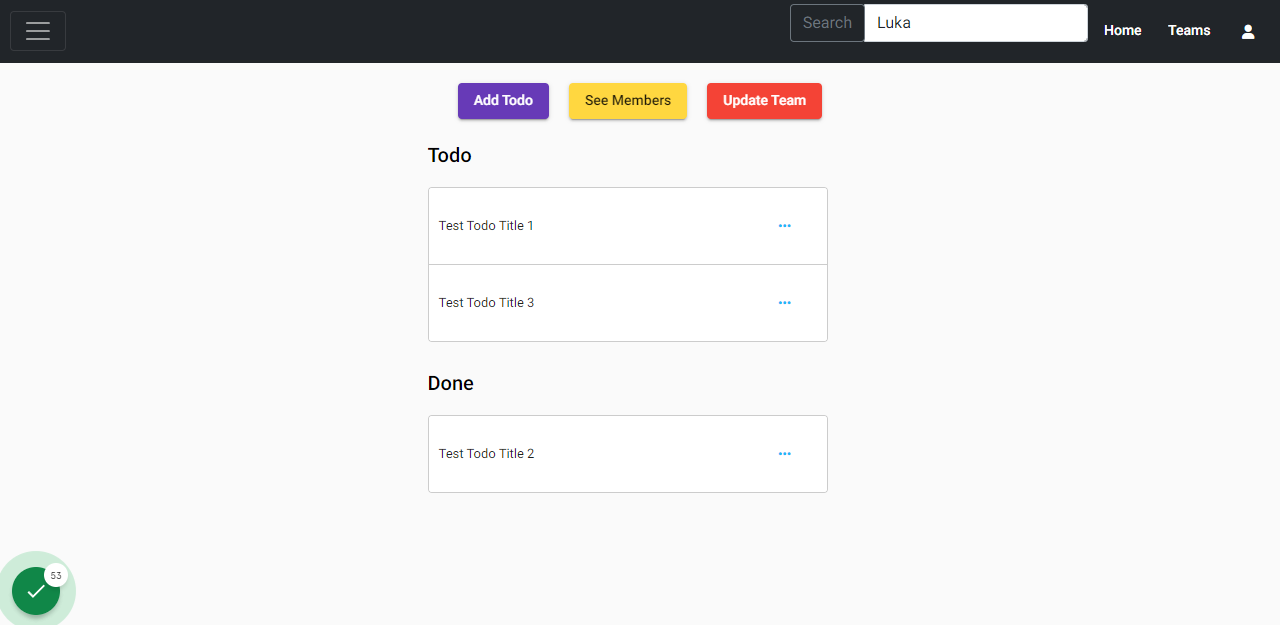 Search Luka Home Teams
Add Todo See Members Update Team
Todo
Test Todo Title 1
Test Todo Title 3
Done
Test Todo Title 2
53